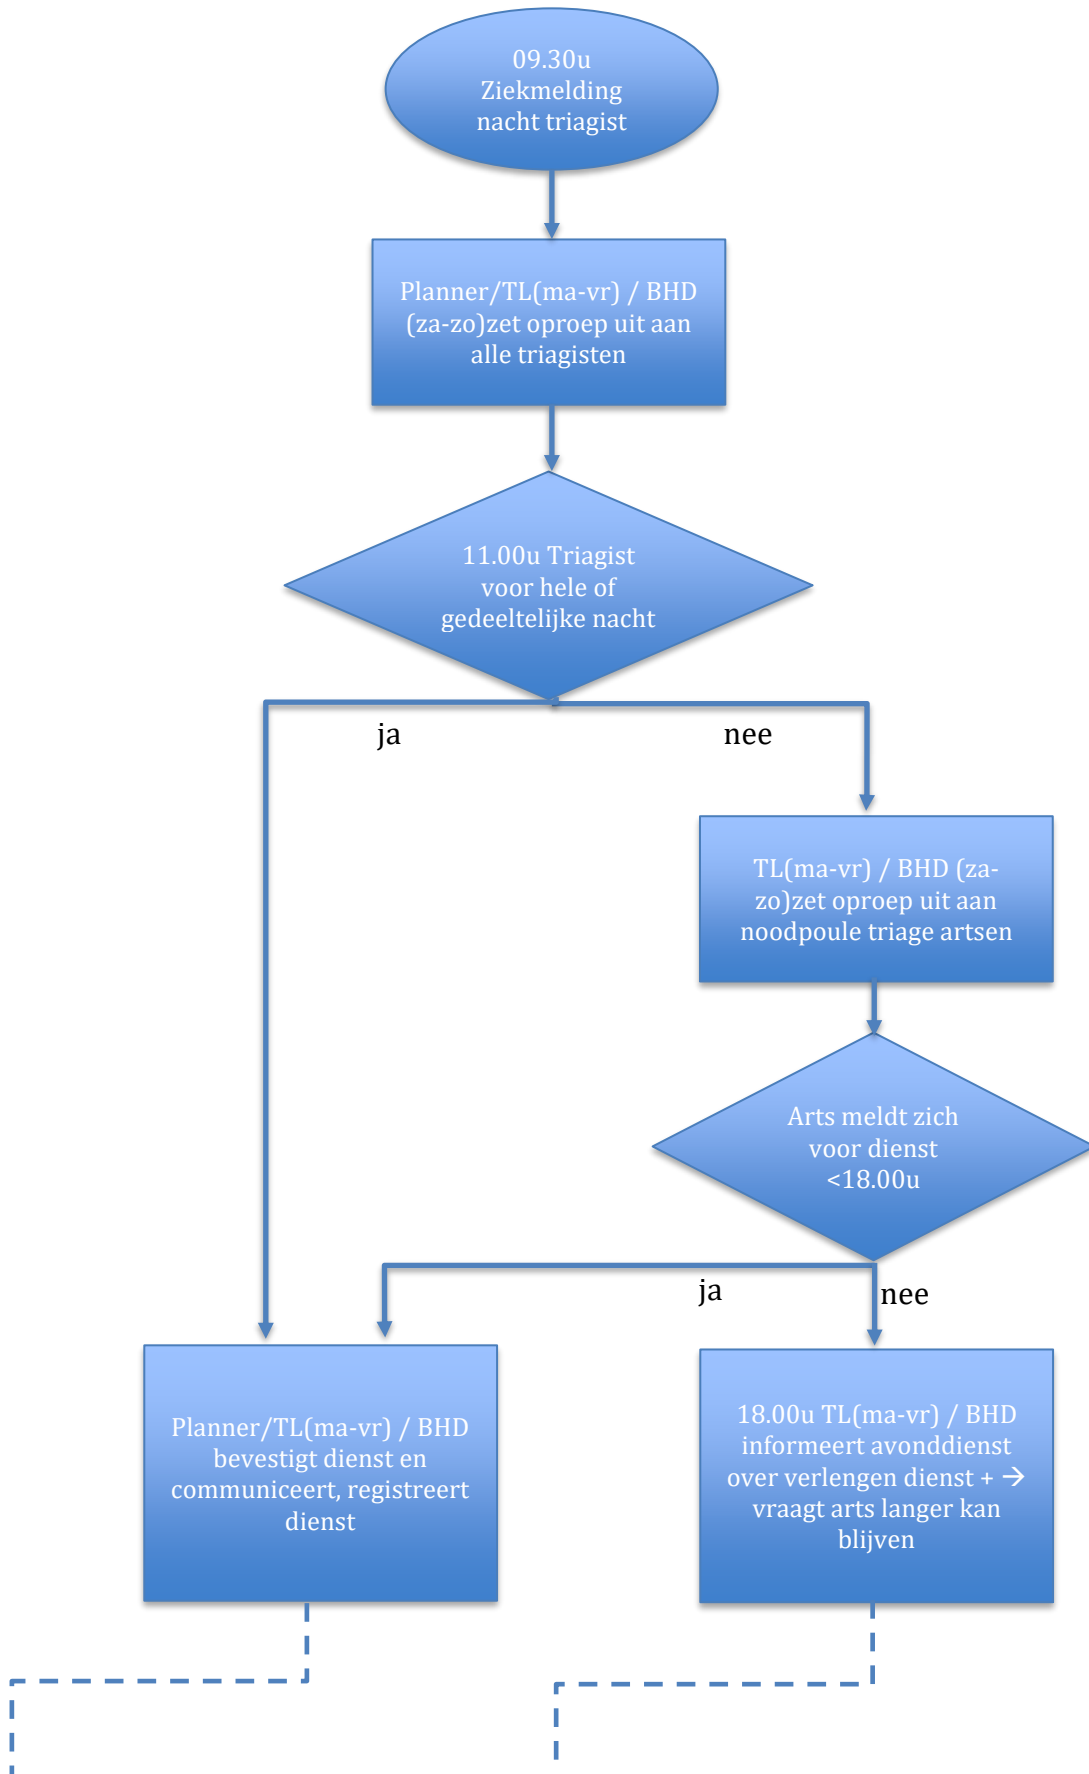 09.30u
Ziekmelding
nacht triagist
Planner/TL(ma-vr) / BHD
(za-zo)zet oproep uit aan
alle triagisten
11.00u Triagist
voor hele of
gedeeltelijke nacht
ja
nee
TL(ma-vr) / BHD (za-
zo)zet oproep uit aan
noodpoule triage artsen
Arts meldt zich
voor dienst
<18.00u
ja
nee
Planner/TL(ma-vr) / BHD
bevestigt dienst en
communiceert, registreert
dienst
18.00u TL(ma-vr) / BHD
informeert avonddienst
over verlengen dienst + →
vraagt arts langer kan
blijven